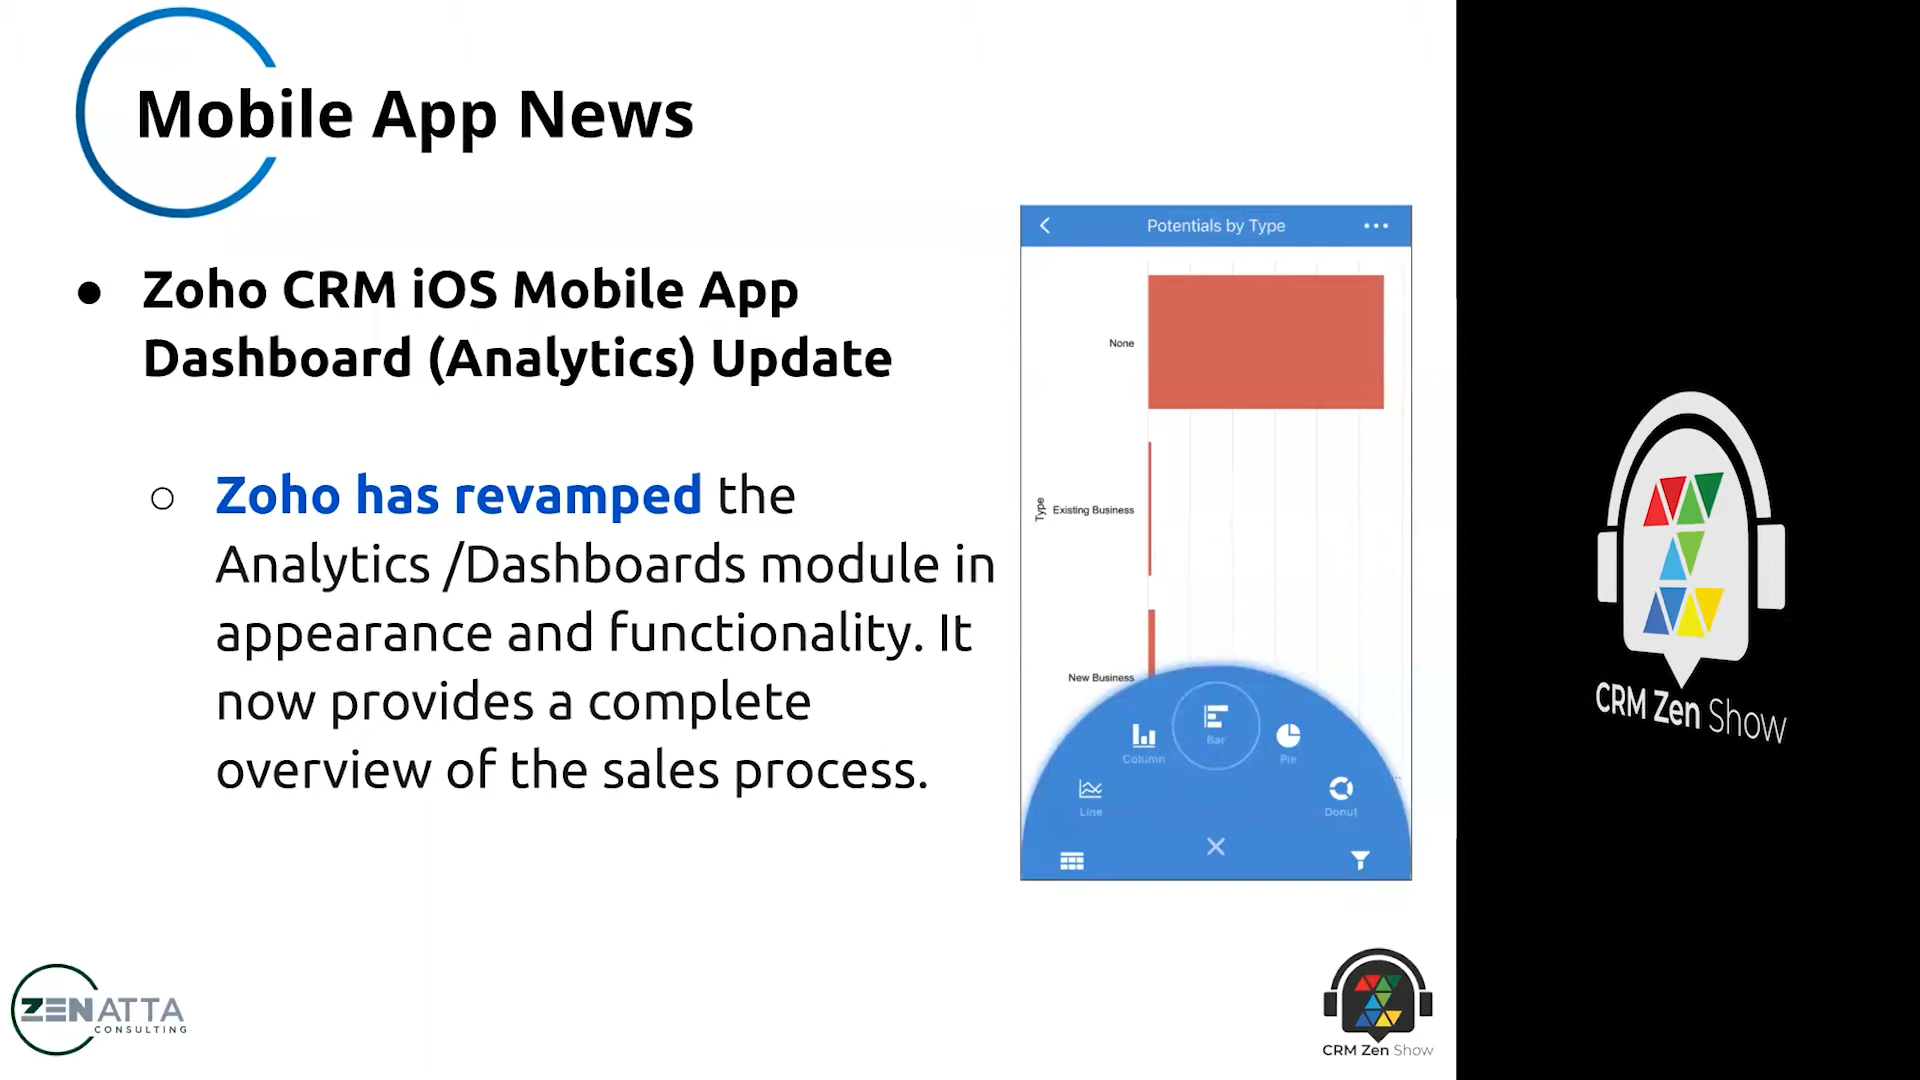 Mobile App News
● Zoho CRM iOS Mobile App
Dashboard (Analytics) Update
○ Zoho has revamped the
Analytics /Dashboards module in
appearance and functionality. It
now provides a complete
overview of the sales process.
Potentials by Type
None
Type
Existing Business
New Business
Bar
Column
Pie
Line
Donut
ZENATTA
CONSULTING
CRM Zen Show
CRM Zen Show